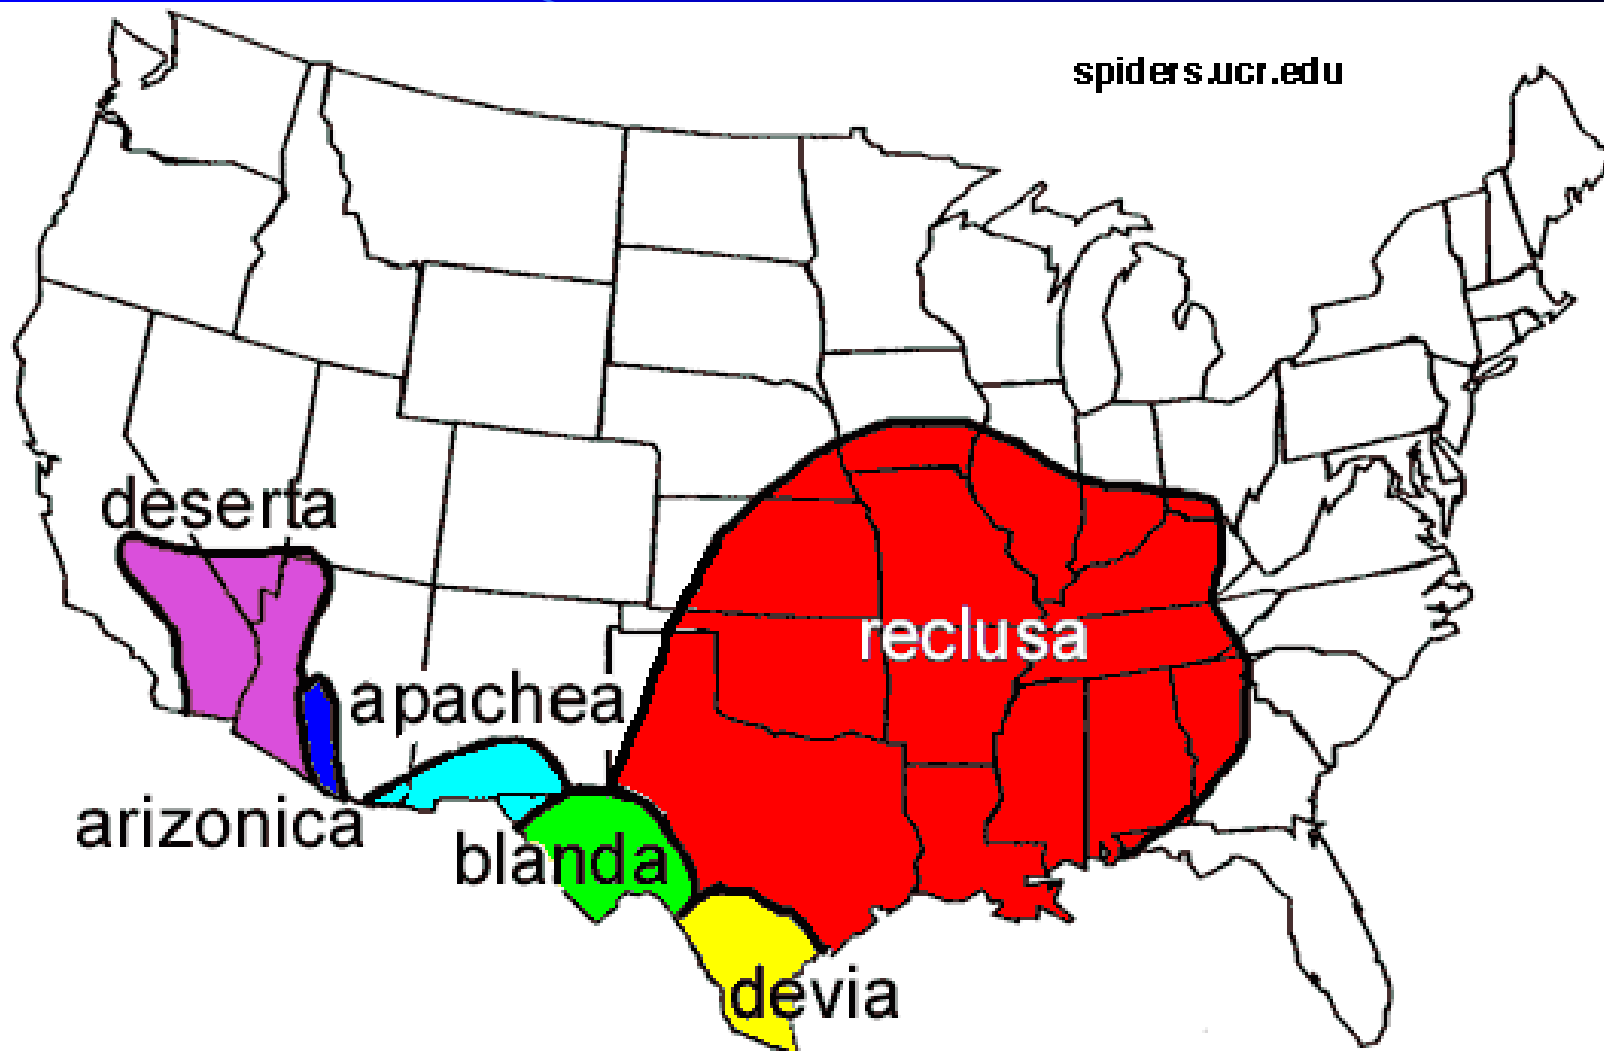 spiders.ucr.edu
deserta
reclusa
apachea
arizonica
blanda
devia